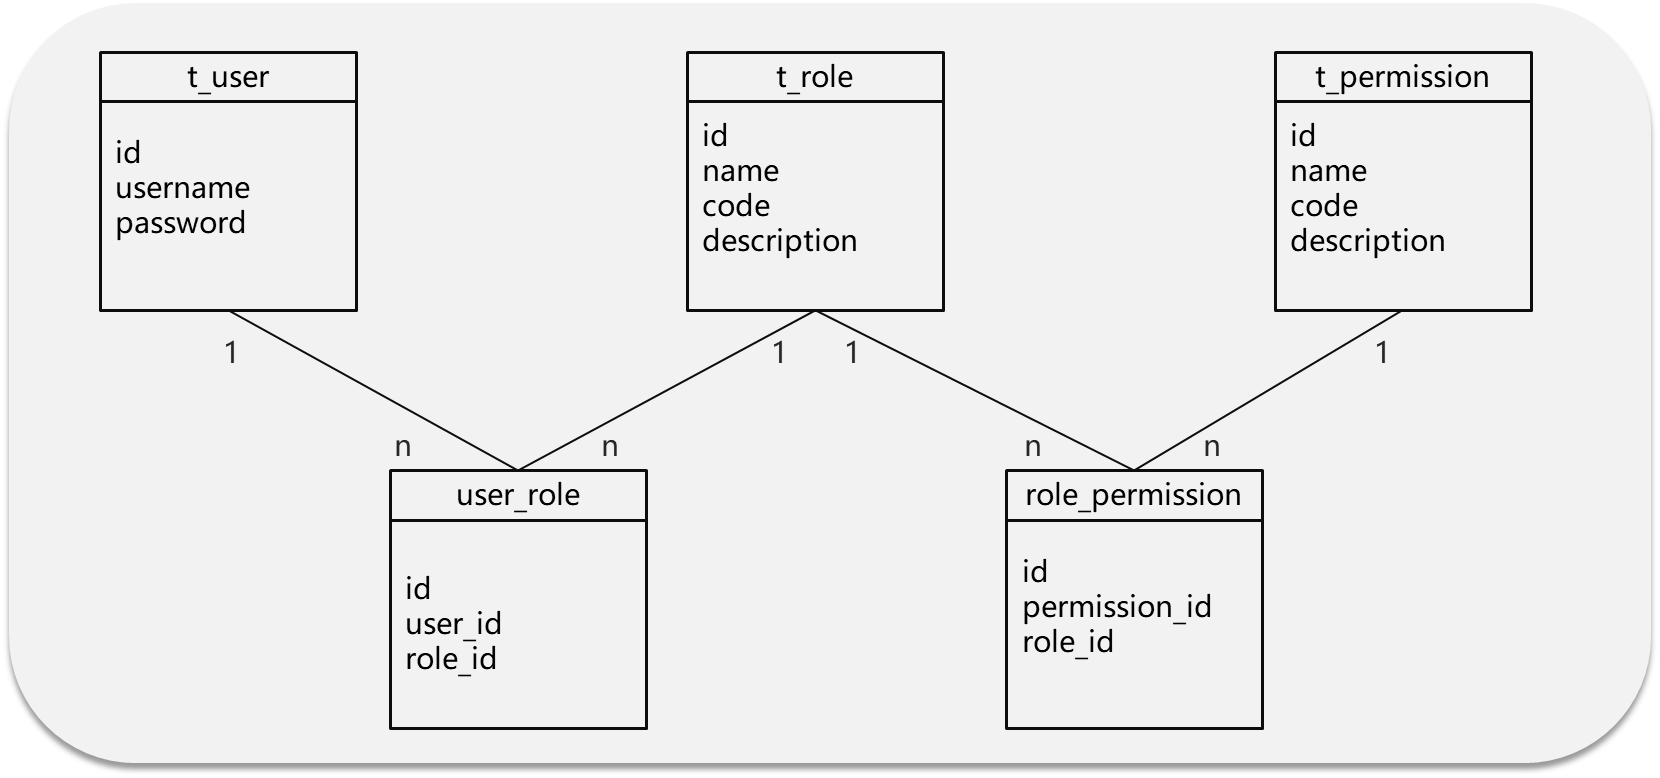 t_user
id
username
password
t_role
id
name
code
description
t_permission
id
name
code
description
1
1
1
1
n
n
n
n
user_role
id
user_id
role_id
role_permission
id
permission_id
role_id